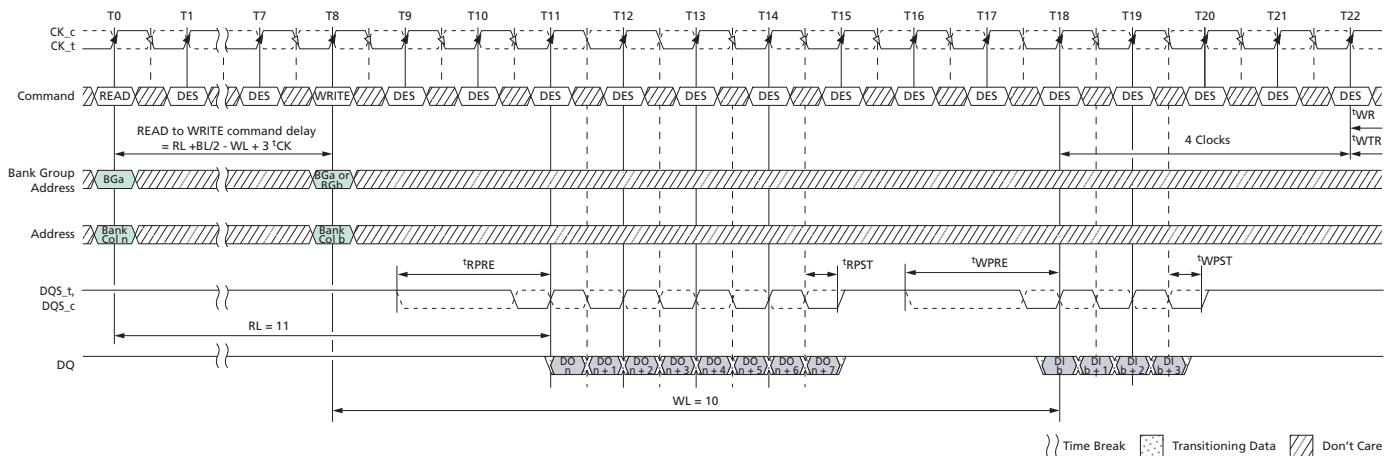 T0 T1 T7 T8 T9 T10 T11 T12 T13 T14 T15 T16 T17 T18 T19 T20 T21 T22
CK_c
CK_t
Command READ DES DES WRITE DES DES DES DES DES DES DES DES DES DES DES DES DES DES
tWR
READ to WRITE command delay
= RL +BL/2 - WL + 3 tCK
4 Clocks
tWTR
Bank Group
Address
BGa
BGa or
BGb
Address
Bank
Col n
Bank
Col b
tRPRE
tRPST
tWPRE
tWPST
DQS_t,
DQS_c
RL = 11
DQ
DO
n
DO
n + 1
DO
n + 2
DO
n + 3
DO
n + 4
DO
n + 5
DO
n + 6
DO
n + 7
DI
b
DI
b + 1
DI
b + 2
DI
b + 3
WL = 10
Time Break Transitioning Data Don't Care